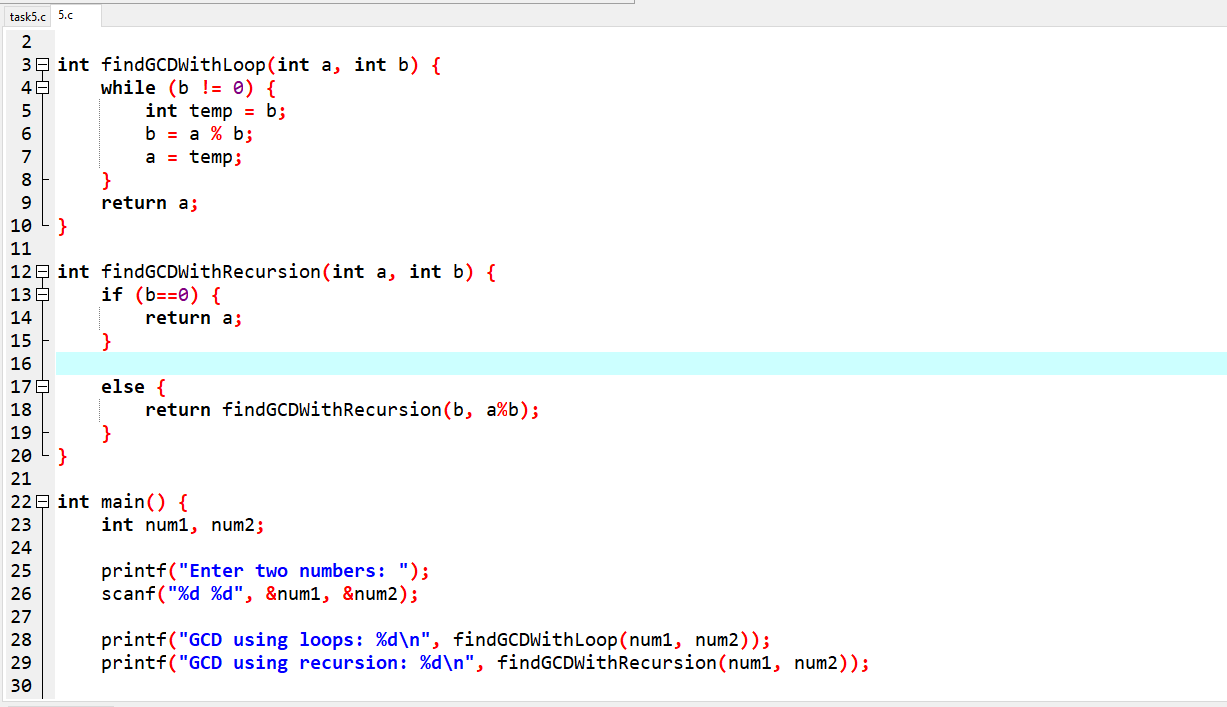 task5.c 5.c
2
3 int findGCDWithLoop(int a, int b) {
4 while (b != 0) {
5 int temp = b;
6 b = a % b;
7 a = temp;
8 }
9 return a;
10 }
11
12 int findGCDWithRecursion(int a, int b) {
13 if (b==0) {
14 return a;
15 }
16
17 else {
18 return findGCDWithRecursion(b, a%b);
19 }
20 }
21
22 int main() {
23 int num1, num2;
24
25 printf("Enter two numbers: ");
26 scanf("%d %d", &num1, &num2);
27
28 printf("GCD using loops: %d\n", findGCDWithLoop(num1, num2));
29 printf("GCD using recursion: %d\n", findGCDWithRecursion(num1, num2));
30